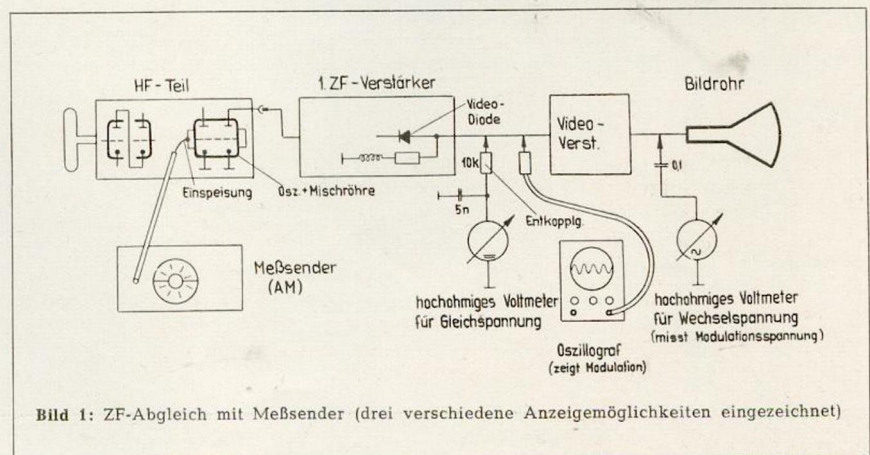 HF-Teil
1. ZF-Verstärker
Bildrohr
Video-
Diode
Video-
Verst.
10k
0,1
Einspeisung
Osz.+Mischröhre
5n
Entkopplg.
Meßsender
(AM)
hochohmiges Voltmeter
für Gleichspannung
hochohmiges Voltmeter
für Wechselspannung
(misst Modulationsspannung)
Oszillograf
(zeigt Modulation)
Bild 1: ZF-Abgleich mit Meßsender (drei verschiedene Anzeigemöglichkeiten eingezeichnet)